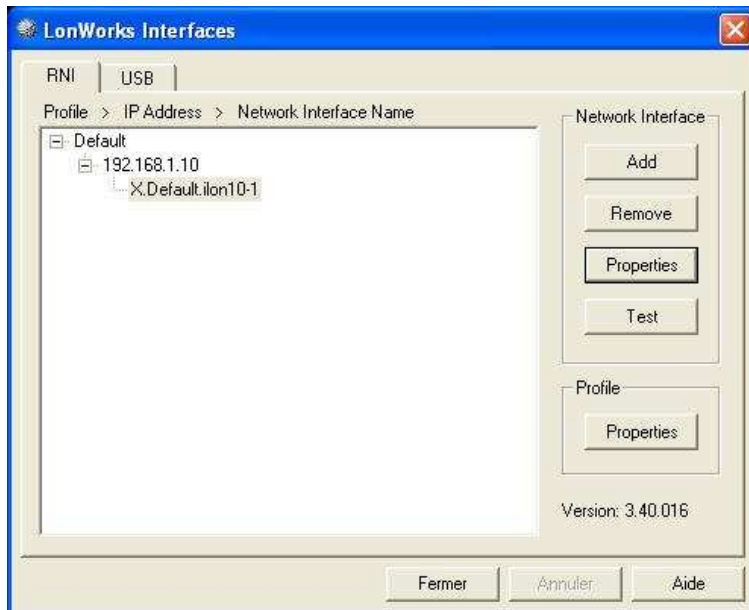 LonWorks Interfaces
RNI
USB
Profile > IP Address > Network Interface Name
Default
192.168.1.10
X.Default.ilon10-1
Network Interface
Add
Remove
Properties
Test
Profile
Properties
Version: 3.40.016
Fermer
Annuler
Aide